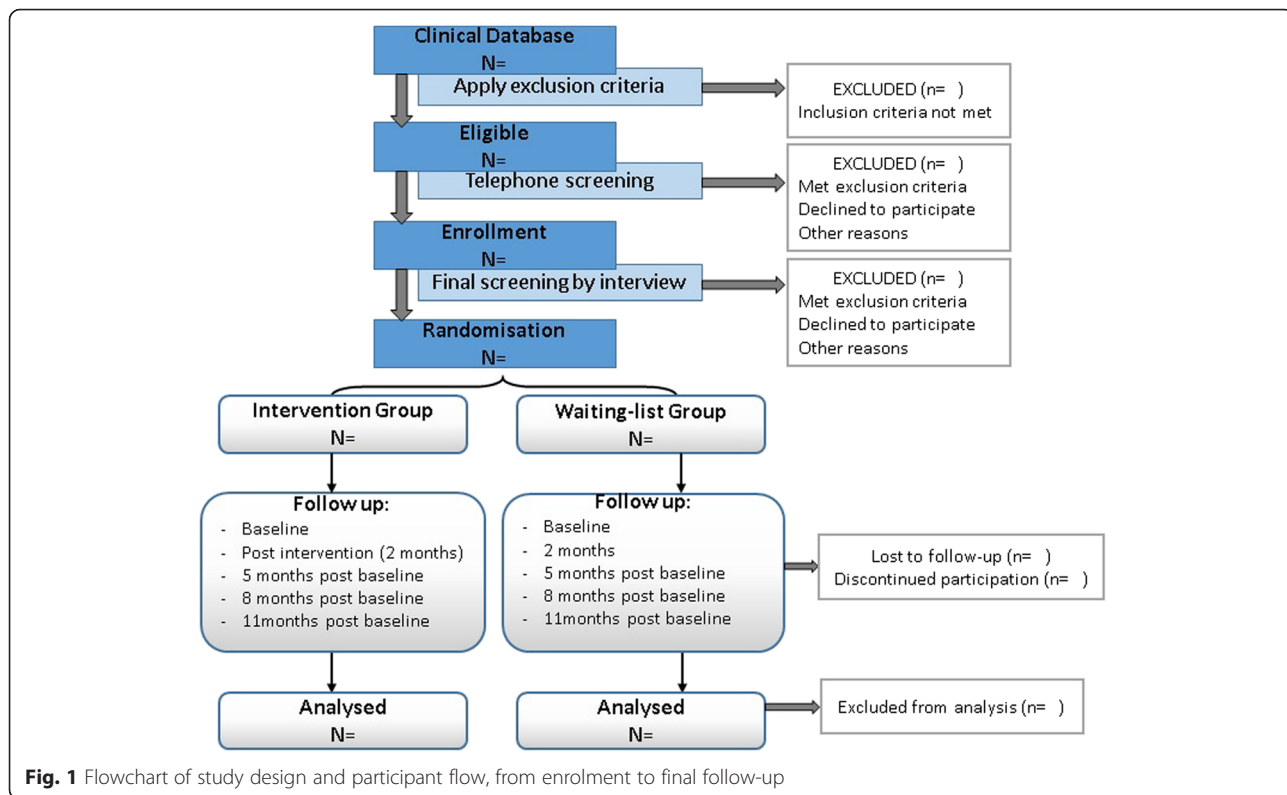 Clinical Database
N=
Apply exclusion criteria
EXCLUDED (n=  )
Inclusion criteria not met
Eligible
N=
Telephone screening
EXCLUDED (n=  )
Met exclusion criteria
Declined to participate
Other reasons
Enrollment
N=
Final screening by interview
EXCLUDED (n=  )
Met exclusion criteria
Declined to participate
Other reasons
Randomisation
N=
Intervention Group
N=
Waiting-list Group
N=
Follow up:
- Baseline
- Post intervention (2 months)
- 5 months post baseline
- 8 months post baseline
- 11months post baseline
Follow up:
- Baseline
- 2 months
- 5 months post baseline
- 8 months post baseline
- 11months post baseline
Lost to follow-up (n=  )
Discontinued participation (n=  )
Analysed
N=
Analysed
N=
Excluded from analysis (n=  )
Fig. 1 Flowchart of study design and participant flow, from enrolment to final follow-up